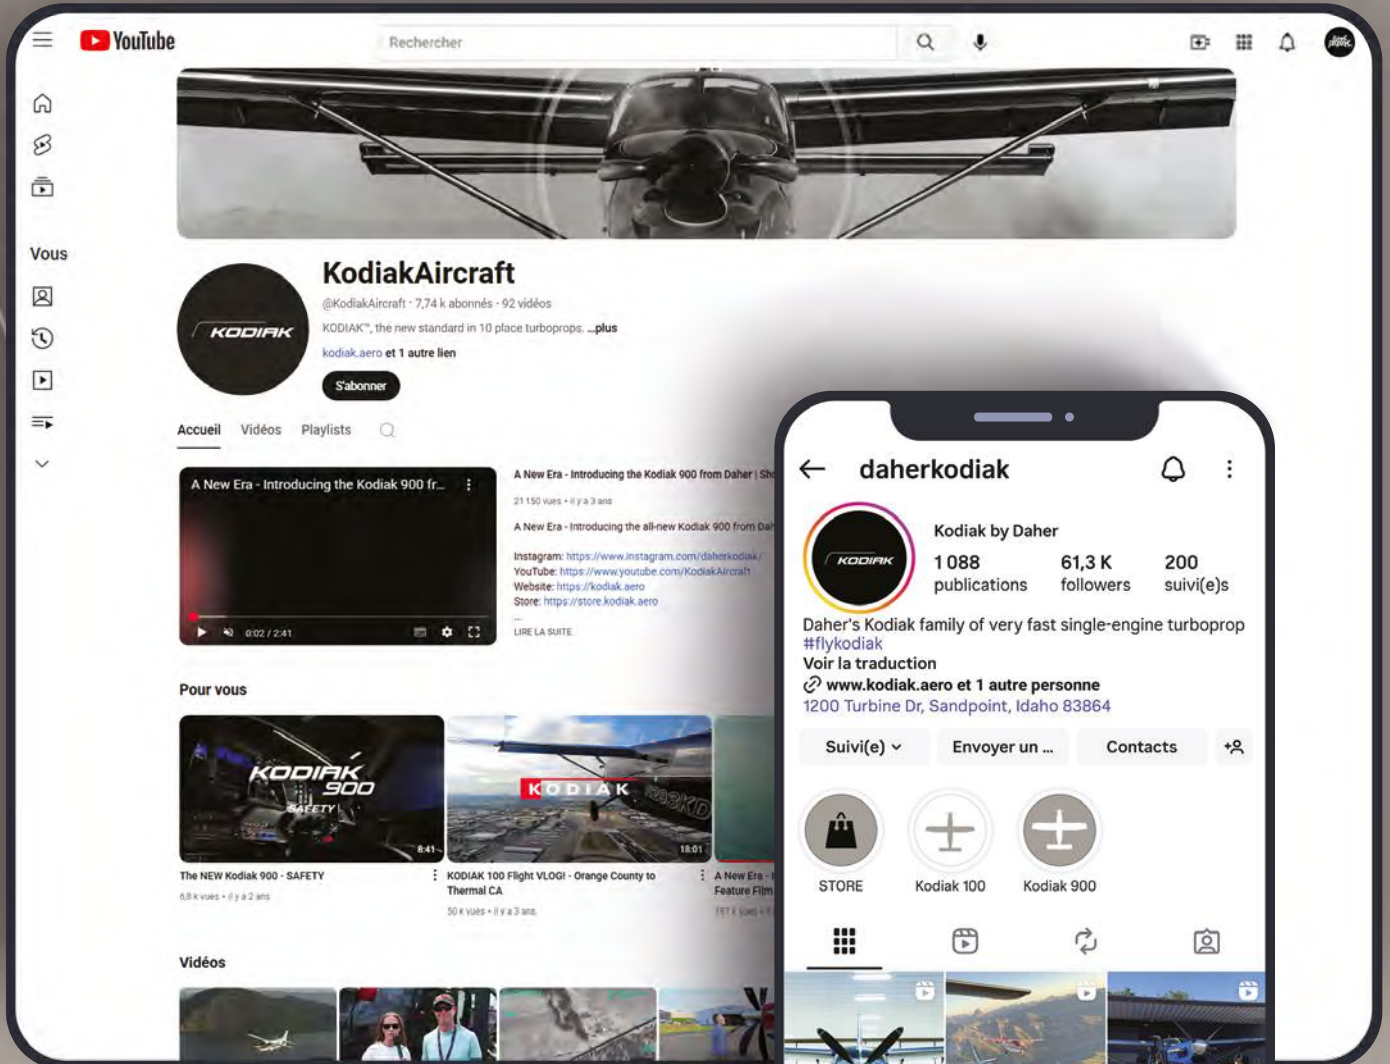 YouTube
Rechercher
Vous
KODIAK
KodiakAircraft
@KodiakAircraft · 7,74 k abonnés · 92 vidéos
KODIAK™, the new standard in 10 place turboprops. ...plus
kodiak.aero et 1 autre lien
S'abonner
Accueil Vidéos Playlists
A New Era - Introducing the Kodiak 900 fr...
0:02 / 2:41
A New Era - Introducing the Kodiak 900 from Daher |
21 150 vues • il y a 3 ans
A New Era - Introducing the all-new Kodiak 900 from
Instagram: https://www.instagram.com/daherkodiak/
YouTube: https://www.youtube.com/KodiakAircraft
Website: https://kodiak.aero
Store: https://store.kodiak.aero
...
LIRE LA SUITE
Pour vous
KODIAK
900
SAFETY
8:41
The NEW Kodiak 900 - SAFETY
6,8 k vues • il y a 2 ans
KODIAK
18:01
KODIAK 100 Flight VLOG! - Orange County to
Thermal CA
50 k vues • il y a 3 ans
A New Era -
Feature Film
Vidéos
daherkodiak
KODIAK
Kodiak by Daher
1 088 61,3 K 200
publications followers suivi(e)s
Daher's Kodiak family of very fast single-engine turboprop
#flykodiak
Voir la traduction
www.kodiak.aero et 1 autre personne
1200 Turbine Dr, Sandpoint, Idaho 83864
Suivi(e) Envoyer un ... Contacts
STORE Kodiak 100 Kodiak 900